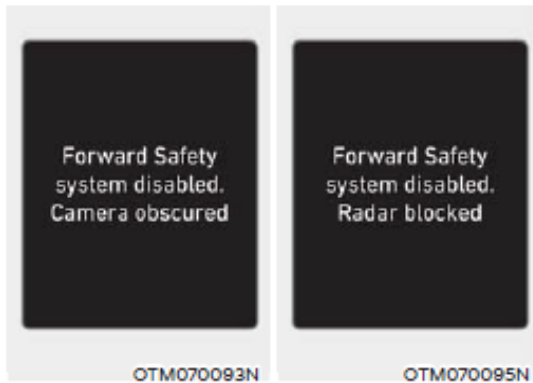 Forward Safety
system disabled.
Camera obscured
OTM070093N
Forward Safety
system disabled.
Radar blocked
OTM070095N